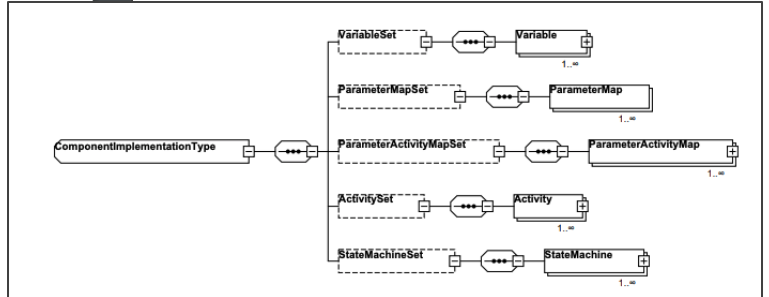 VariableSet
Variable
1..∞
ParameterMapSet
ParameterMap
1..∞
ComponentImplementationType
ParameterActivityMapSet
ParameterActivityMap
1..∞
ActivitySet
Activity
1..∞
StateMachineSet
StateMachine
1..∞